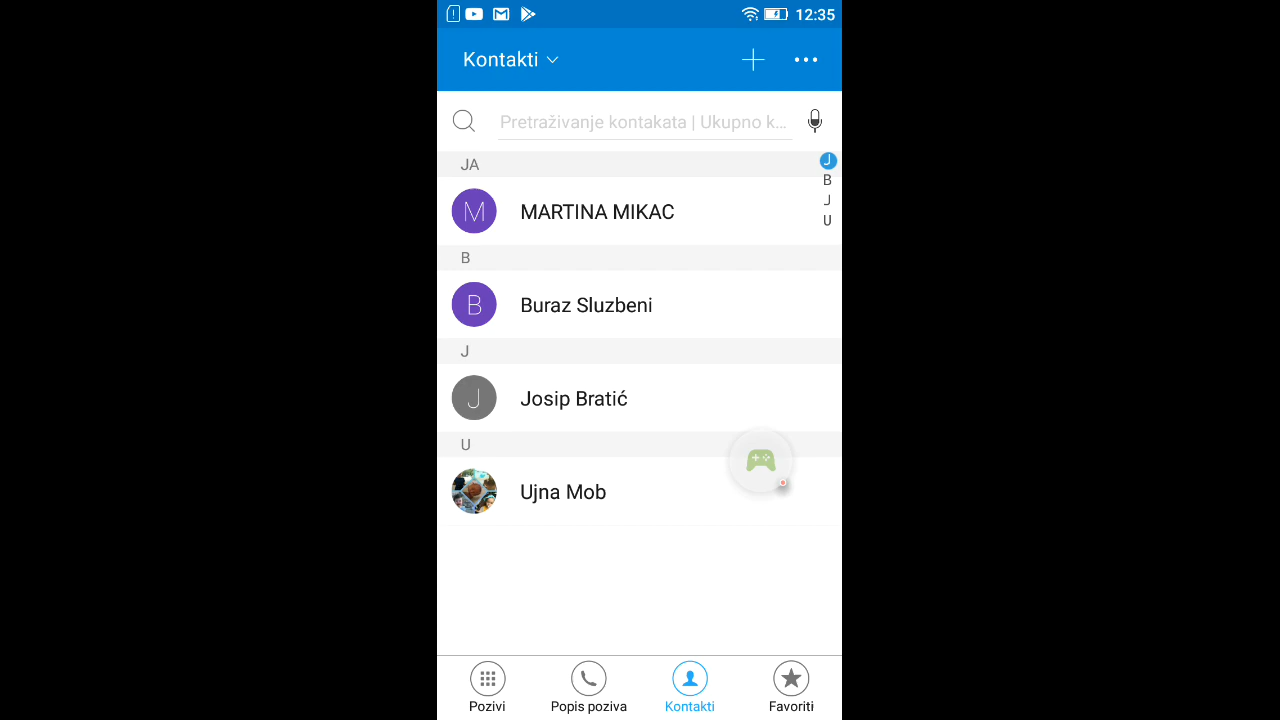 12:35
Kontakti
Pretraživanje kontakata | Ukupno k...
JA
J
B
J
U
M
MARTINA MIKAC
B
B
Buraz Sluzbeni
J
J
Josip Bratić
U
Ujna Mob
Pozivi
Popis poziva
Kontakti
Favoriti